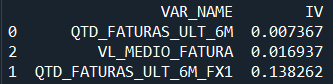 VAR_NAME IV
0 QTD_FATURAS_ULT_6M 0.007367
2 VL_MEDIO_FATURA 0.016937
1 QTD_FATURAS_ULT_6M_FX1 0.138262